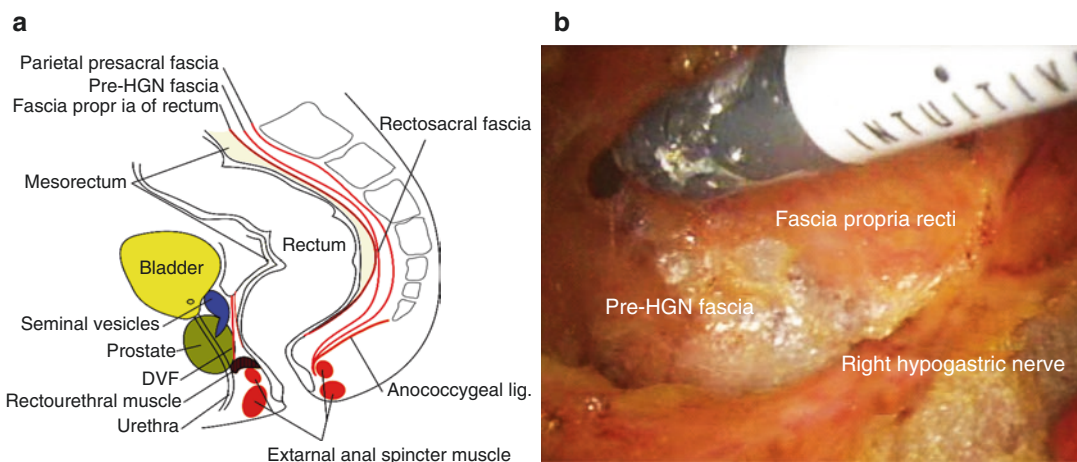 a
Parietal presacral fascia
Pre-HGN fascia
Fascia propr ia of rectum
Rectosacral fascia
Mesorectum
Rectum
Bladder
Seminal vesicles
Prostate
DVF
Rectourethral muscle
Urethra
Anococcygeal lig.
Extarnal anal spincter muscle
b
INTUITIV
Fascia propria recti
Pre-HGN fascia
Right hypogastric nerve